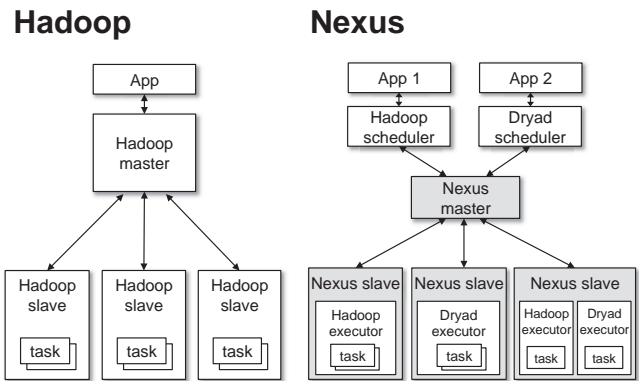 Hadoop
App
Hadoop
master
Hadoop
slave
task
Hadoop
slave
task
Hadoop
slave
task
Nexus
App 1
App 2
Hadoop
scheduler
Dryad
scheduler
Nexus
master
Nexus slave
Hadoop
executor
task
Nexus slave
Dryad
executor
task
Nexus slave
Hadoop
executor
task
Dryad
executor
task